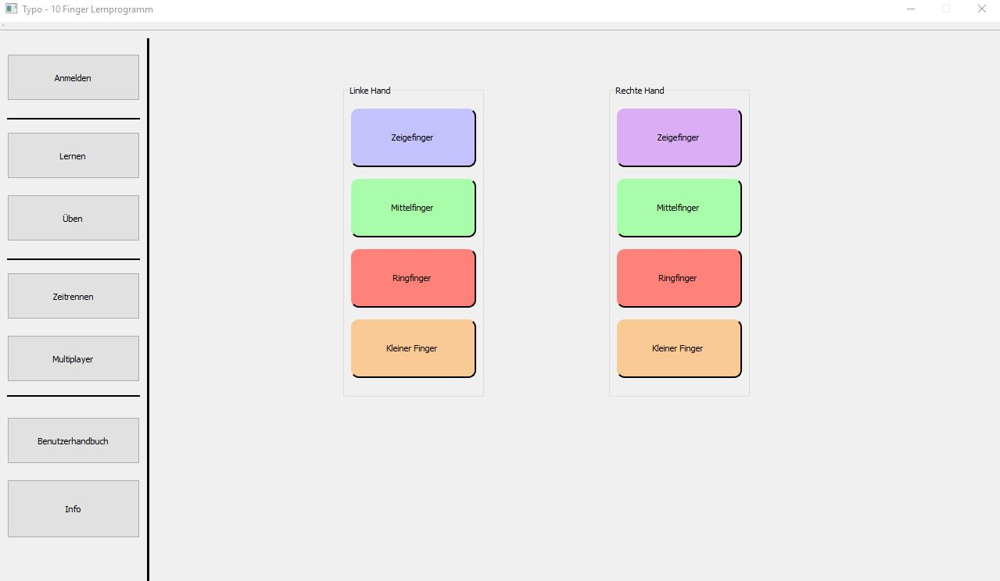 Typo - 10 Finger Lernprogramm
Anmelden
Lernen
Üben
Zeitrennen
Multiplayer
Benutzerhandbuch
Info
Linke Hand
Zeigefinger
Mittelfinger
Ringfinger
Kleiner Finger
Rechte Hand
Zeigefinger
Mittelfinger
Ringfinger
Kleiner Finger